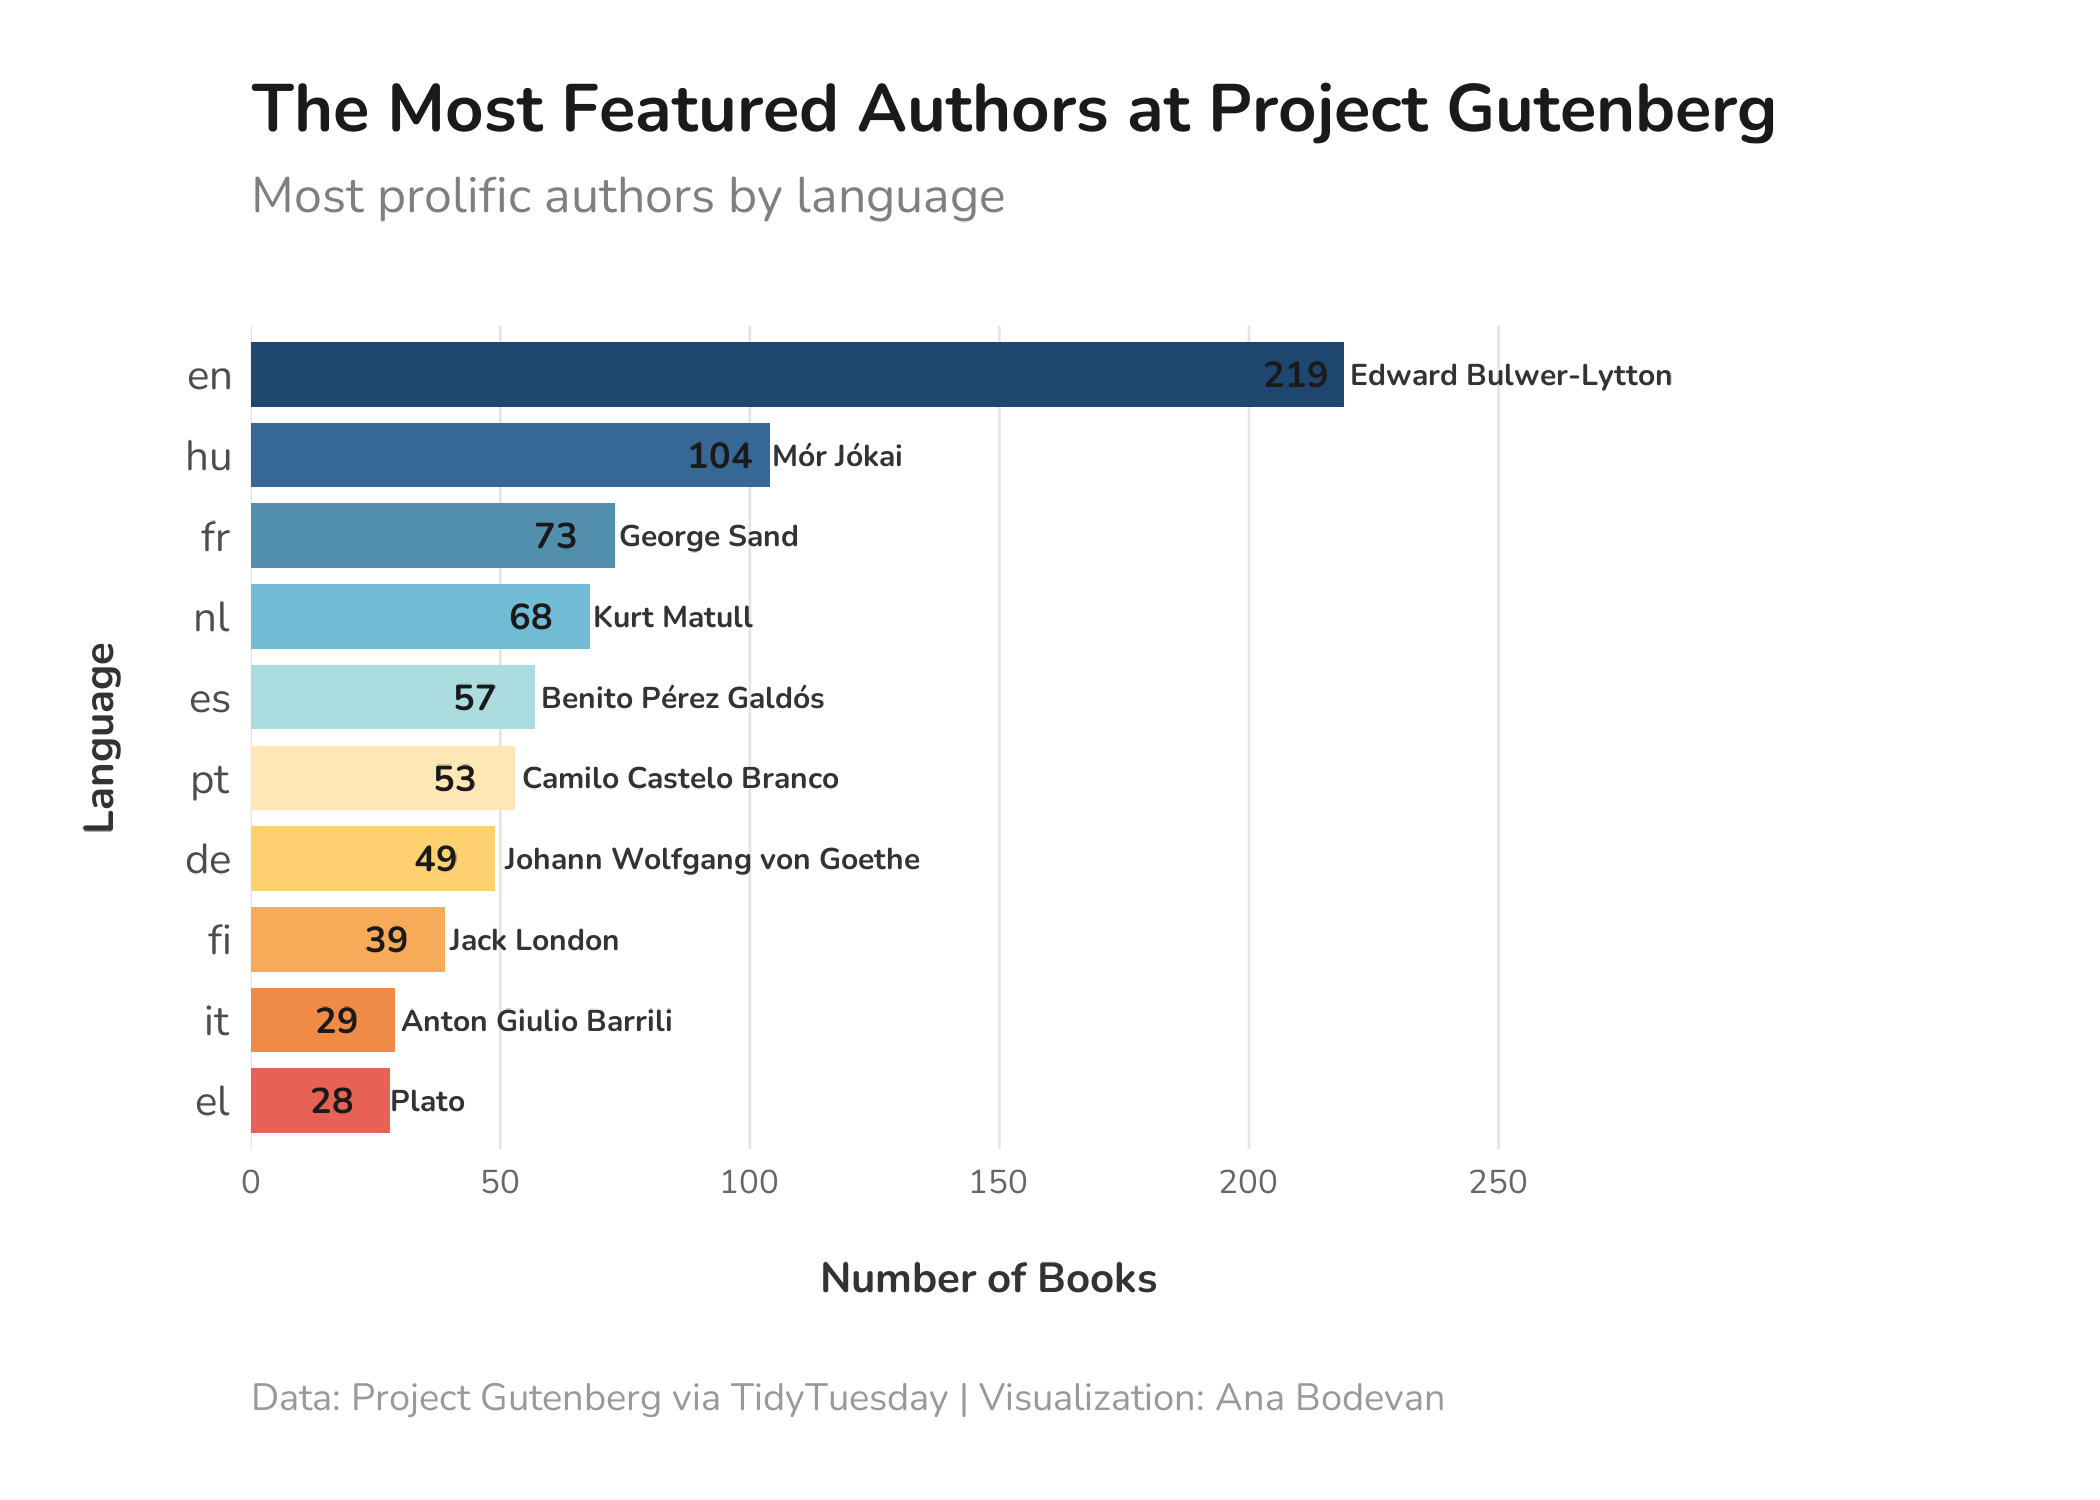 The Most Featured Authors at Project Gutenberg
Most prolific authors by language
Language
en 219 Edward Bulwer-Lytton
hu 104 Mór Jókai
fr 73 George Sand
nl 68 Kurt Matull
es 57 Benito Pérez Galdós
pt 53 Camilo Castelo Branco
de 49 Johann Wolfgang von Goethe
fi 39 Jack London
it 29 Anton Giulio Barrili
el 28 Plato
0 50 100 150 200 250
Number of Books
Data: Project Gutenberg via TidyTuesday | Visualization: Ana Bodevan